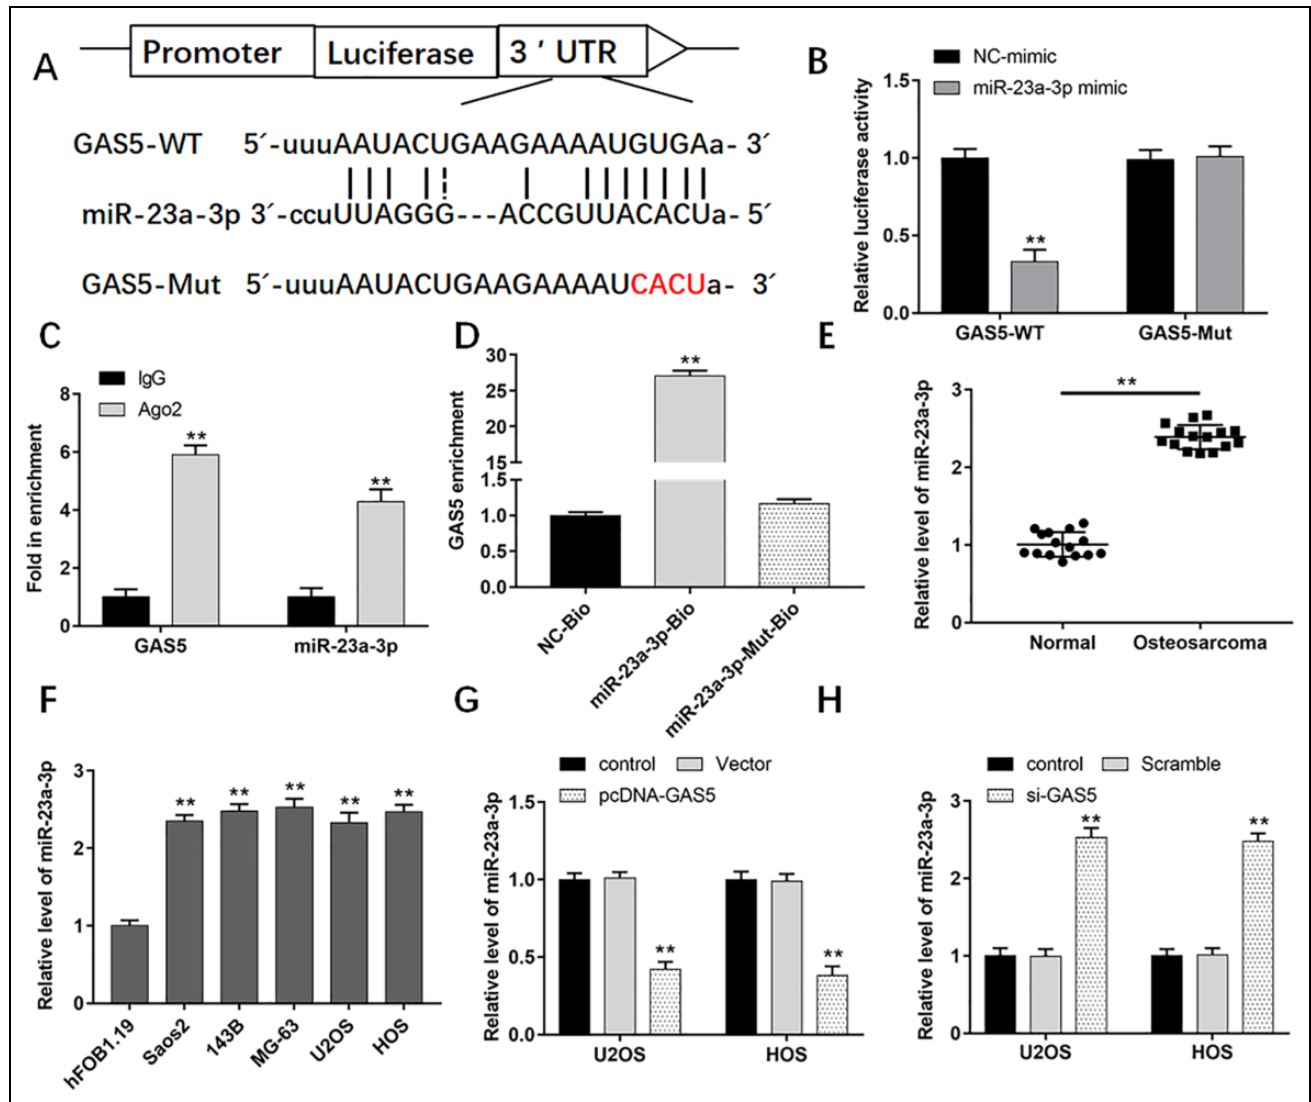 A
Promoter Luciferase 3 ′ UTR
GAS5-WT 5′-uuuAAUACUGAAGAAAAUGUGAa- 3′
miR-23a-3p 3′-ccuUUAGGG---ACCGUUACACUa- 5′
GAS5-Mut 5′-uuuAAUACUGAAGAAAAUCACUa- 3′
B
NC-mimic
miR-23a-3p mimic
Relative luciferase activity
1.5
1.0
0.5
0.0
**
GAS5-WT GAS5-Mut
C
IgG
Ago2
Fold in enrichment
8
6
4
2
0
**
**
GAS5 miR-23a-3p
D
GAS5 enrichment
30
25
20
15
1.5
1.0
0.5
0.0
**
NC-Bio
miR-23a-3p-Bio
miR-23a-3p-Mut-Bio
E
Relative level of miR-23a-3p
3
2
1
0
**
Normal Osteosarcoma
F
Relative level of miR-23a-3p
3
2
1
0
** ** ** ** **
hFOB1.19 Saos2 143B MG-63 U2OS HOS
G
control Vector
pcDNA-GAS5
Relative level of miR-23a-3p
1.5
1.0
0.5
0.0
** **
U2OS HOS
H
control Scramble
si-GAS5
Relative level of miR-23a-3p
3
2
1
0
** **
U2OS HOS